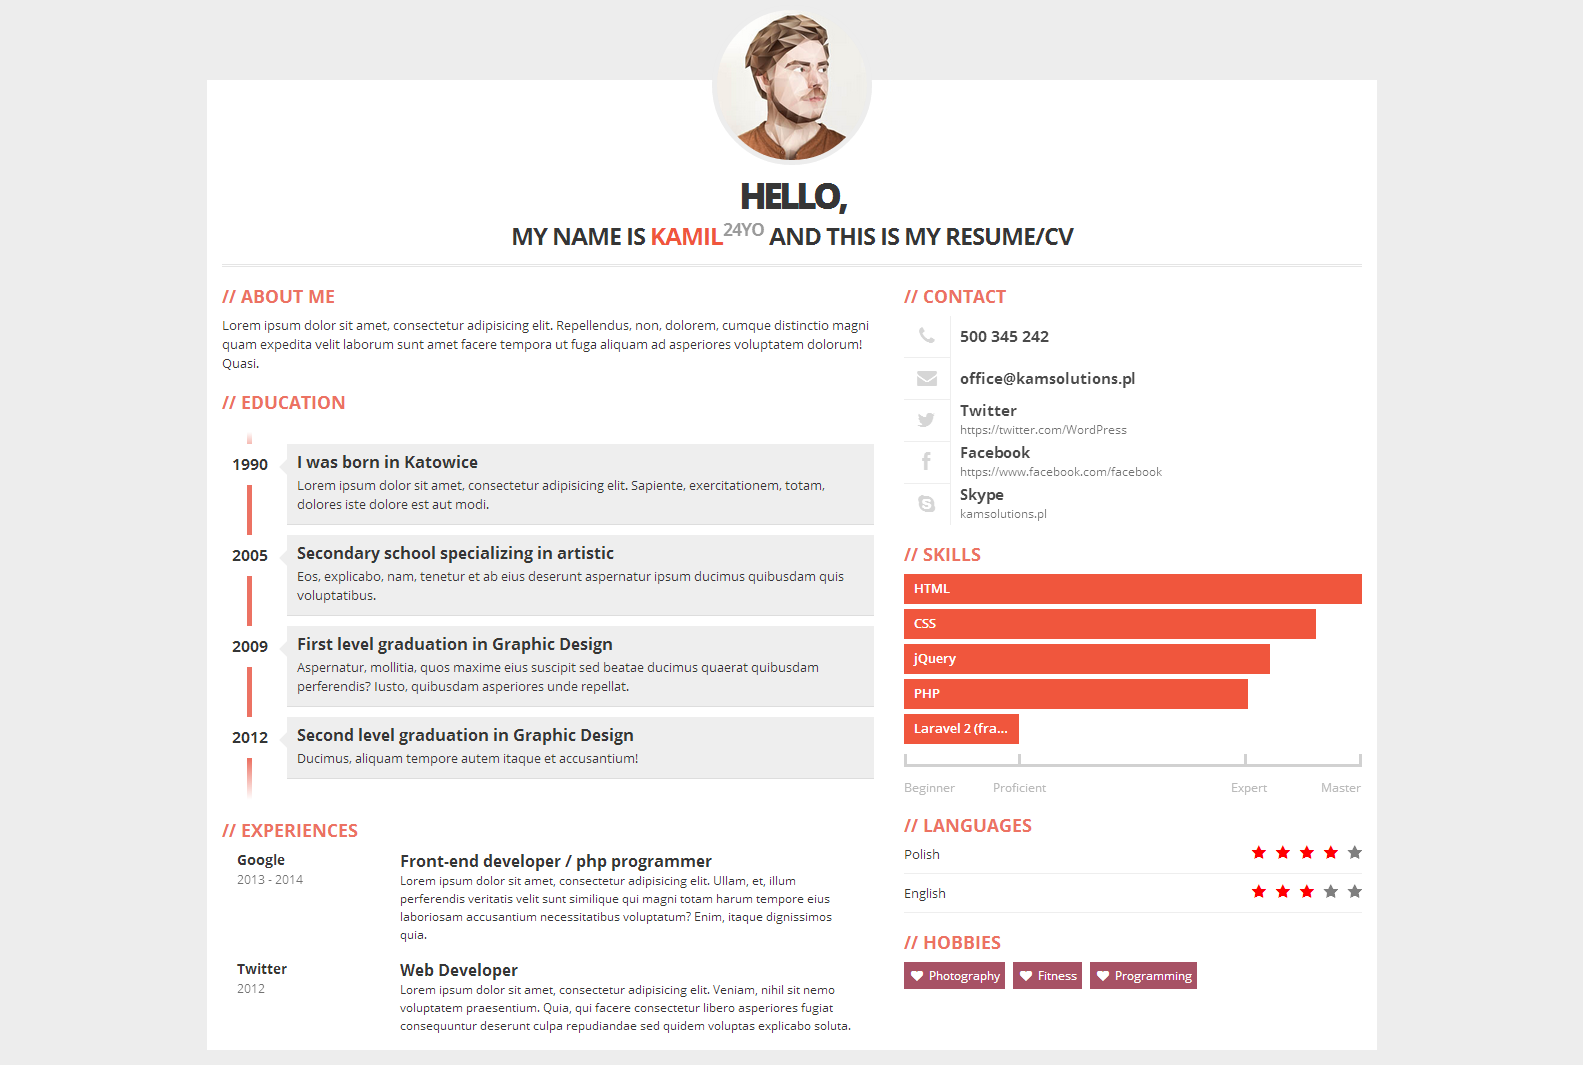 HELLO,
MY NAME IS KAMIL24YO AND THIS IS MY RESUME/CV
// ABOUT ME
Lorem ipsum dolor sit amet, consectetur adipisicing elit. Repellendus, non, dolorem, cumque distinctio magni
quam expedita velit laborum sunt amet facere tempora ut fuga aliquam ad asperiores voluptatem dolorum!
Quasi.
// EDUCATION
1990
I was born in Katowice
Lorem ipsum dolor sit amet, consectetur adipisicing elit. Sapiente, exercitationem, totam,
dolores iste dolore est aut modi.
2005
Secondary school specializing in artistic
Eos, explicabo, nam, tenetur et ab eius deserunt aspernatur ipsum ducimus quibusdam quis
voluptatibus.
2009
First level graduation in Graphic Design
Aspernatur, mollitia, quos maxime eius suscipit sed beatae ducimus quaerat quibusdam
perferendis? Iusto, quibusdam asperiores unde repellat.
2012
Second level graduation in Graphic Design
Ducimus, aliquam tempore autem itaque et accusantium!
// EXPERIENCES
Google
2013 - 2014
Front-end developer / php programmer
Lorem ipsum dolor sit amet, consectetur adipisicing elit. Ullam, et, illum
perferendis veritatis velit sunt similique qui magni totam harum tempore eius
laboriosam accusantium necessitatibus voluptatum? Enim, itaque dignissimos
quia.
Twitter
2012
Web Developer
Lorem ipsum dolor sit amet, consectetur adipisicing elit. Veniam, nihil sit nemo
voluptatem praesentium. Quia, qui facere consectetur libero asperiores fugiat
consequuntur deserunt culpa repudiandae sed quidem voluptas explicabo soluta.
// CONTACT
500 345 242
office@kamsolutions.pl
Twitter
https://twitter.com/WordPress
Facebook
https://www.facebook.com/facebook
Skype
kamsolutions.pl
// SKILLS
HTML
CSS
jQuery
PHP
Laravel 2 (fra...
Beginner Proficient Expert Master
// LANGUAGES
Polish
English
// HOBBIES
Photography Fitness Programming